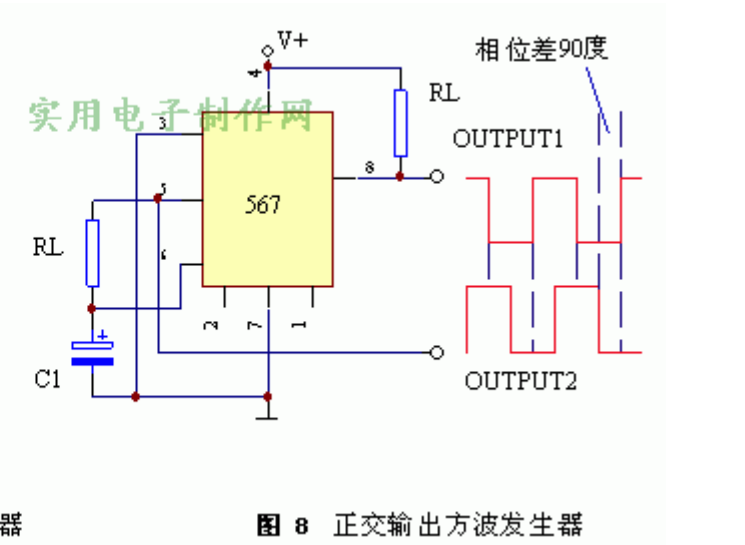 V+
相位差90度
4
RL
实用电子制作网
3
OUTPUT1
8
5
567
RL
6
2
7
1
+
C1
OUTPUT2
器
图 8 正交输出方波发生器